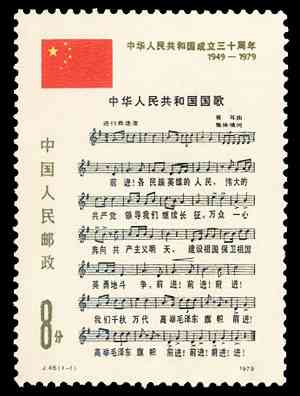 中华人民共和国成立三十周年
1949—1979
中华人民共和国国歌
进行曲速度
聂 耳曲
集体填词
前 进！各 民族英雄的 人 民， 伟大的
共产党 领导我们 继续长 征。万众 一心
奔向 共 产主义明 天， 建设祖国 保卫祖国
英勇地斗 争。前 进！前 进！前 进！
我们千秋 万代 高举毛泽东 旗帜 前进！
高举毛泽东 旗帜 前进！前进！前进！进！
中国人民邮政
8分
J.46(1—1)
1979